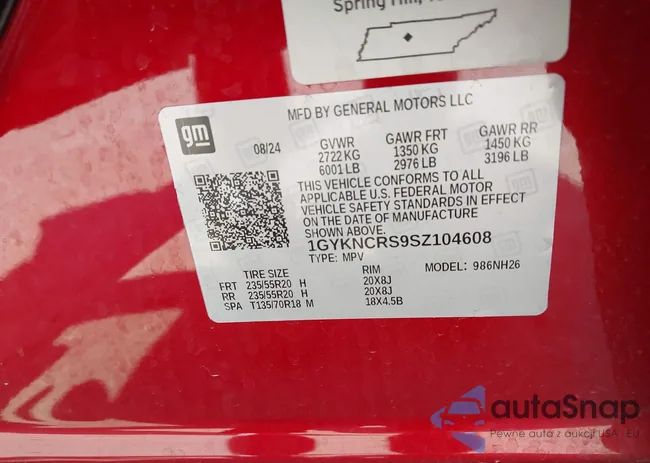 Spring Hill,
MFD BY GENERAL MOTORS LLC
gm
08/24 GVWR GAWR FRT GAWR RR
2722 KG 1350 KG 1450 KG
6001 LB 2976 LB 3196 LB
THIS VEHICLE CONFORMS TO ALL
APPLICABLE U.S. FEDERAL MOTOR
VEHICLE SAFETY STANDARDS IN EFFECT
ON THE DATE OF MANUFACTURE
SHOWN ABOVE.
1GYKNCRS9SZ104608
TYPE: MPV MODEL: 986NH26
TIRE SIZE RIM
FRT 235/55R20 H 20X8J
RR 235/55R20 H 20X8J
SPA T135/70R18 M 18X4.5B
autaSnap
Pewne auta z aukcji USA - EU